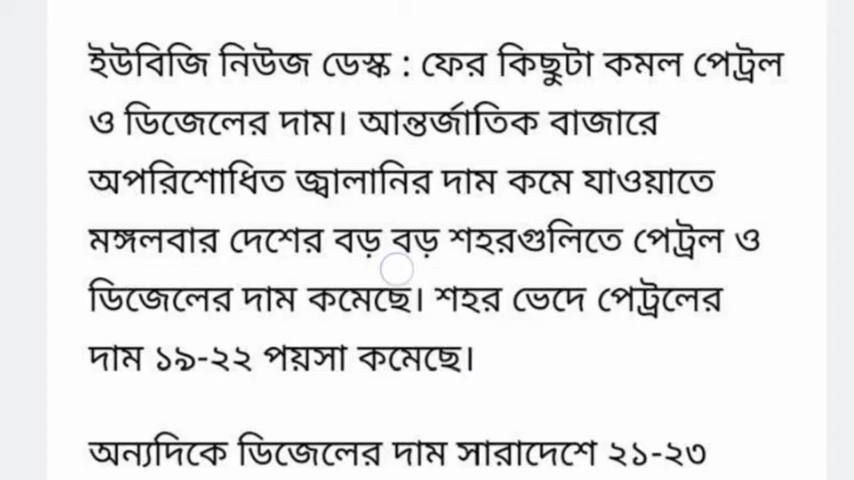 ইউবিজি নিউজ ডেস্ক : ফের কিছুটা কমল পেট্রল
ও ডিজেলের দাম। আন্তর্জাতিক বাজারে
অপরিশোধিত জ্বালানির দাম কমে যাওয়াতে
মঙ্গলবার দেশের বড় বড় শহরগুলিতে পেট্রল ও
ডিজেলের দাম কমেছে। শহর ভেদে পেট্রলের
দাম ১৯-২২ পয়সা কমেছে।
অন্যদিকে ডিজেলের দাম সারাদেশে ২১-২৩